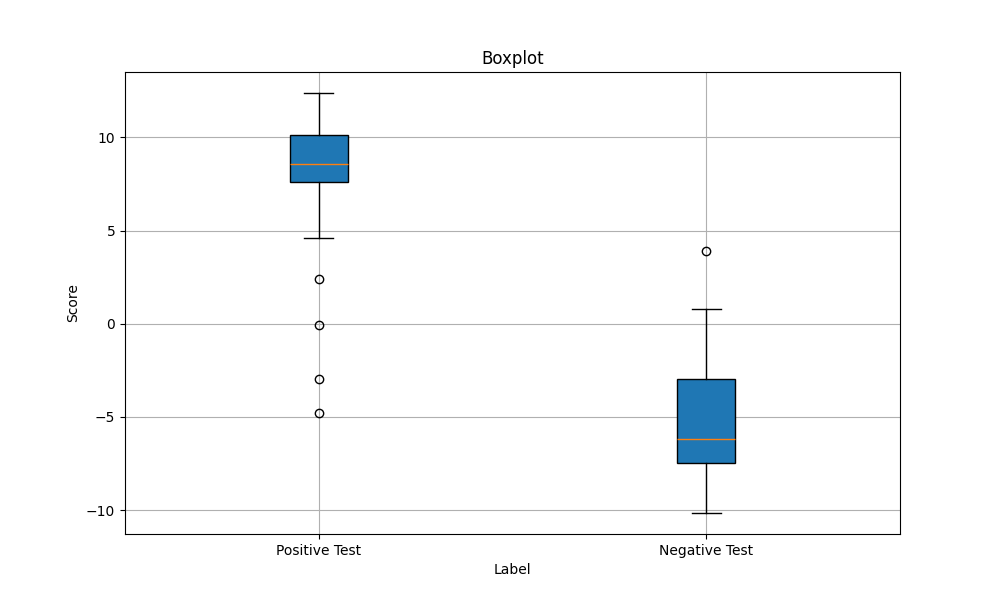 Boxplot
10
5
0
−5
−10
Score
Positive Test
Negative Test
Label